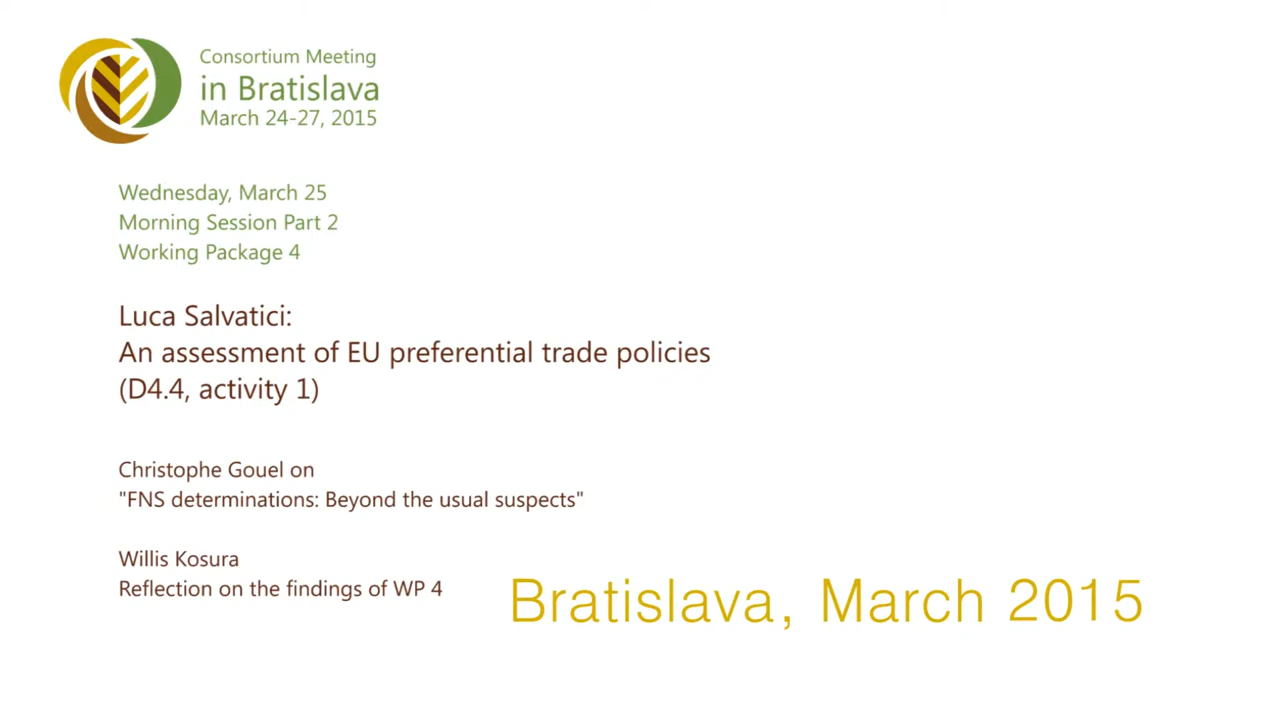 Consortium Meeting
in Bratislava
March 24-27, 2015
Wednesday, March 25
Morning Session Part 2
Working Package 4
Luca Salvatici:
An assessment of EU preferential trade policies
(D4.4, activity 1)
Christophe Gouel on
"FNS determinations: Beyond the usual suspects"
Willis Kosura
Reflection on the findings of WP 4
Bratislava, March 2015